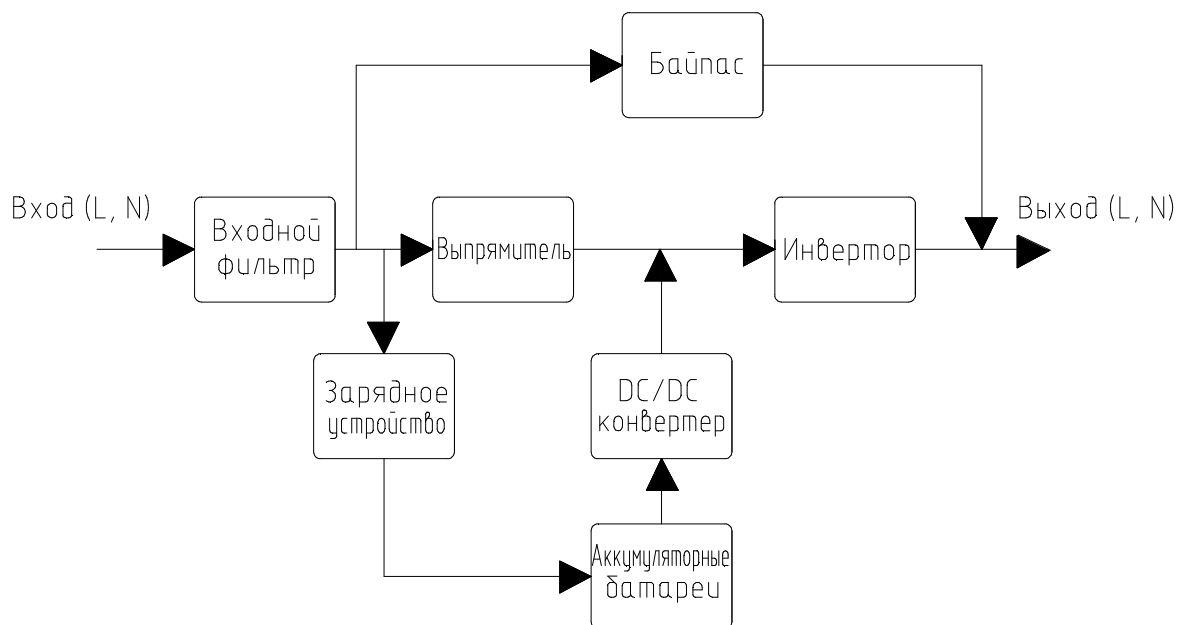 Байпас
Вход (L, N)
Входной
фильтр
Выпрямитель
Инвертор
Выход (L, N)
Зарядное
устройство
DC/DC
конвертер
Аккумуляторные
батареи